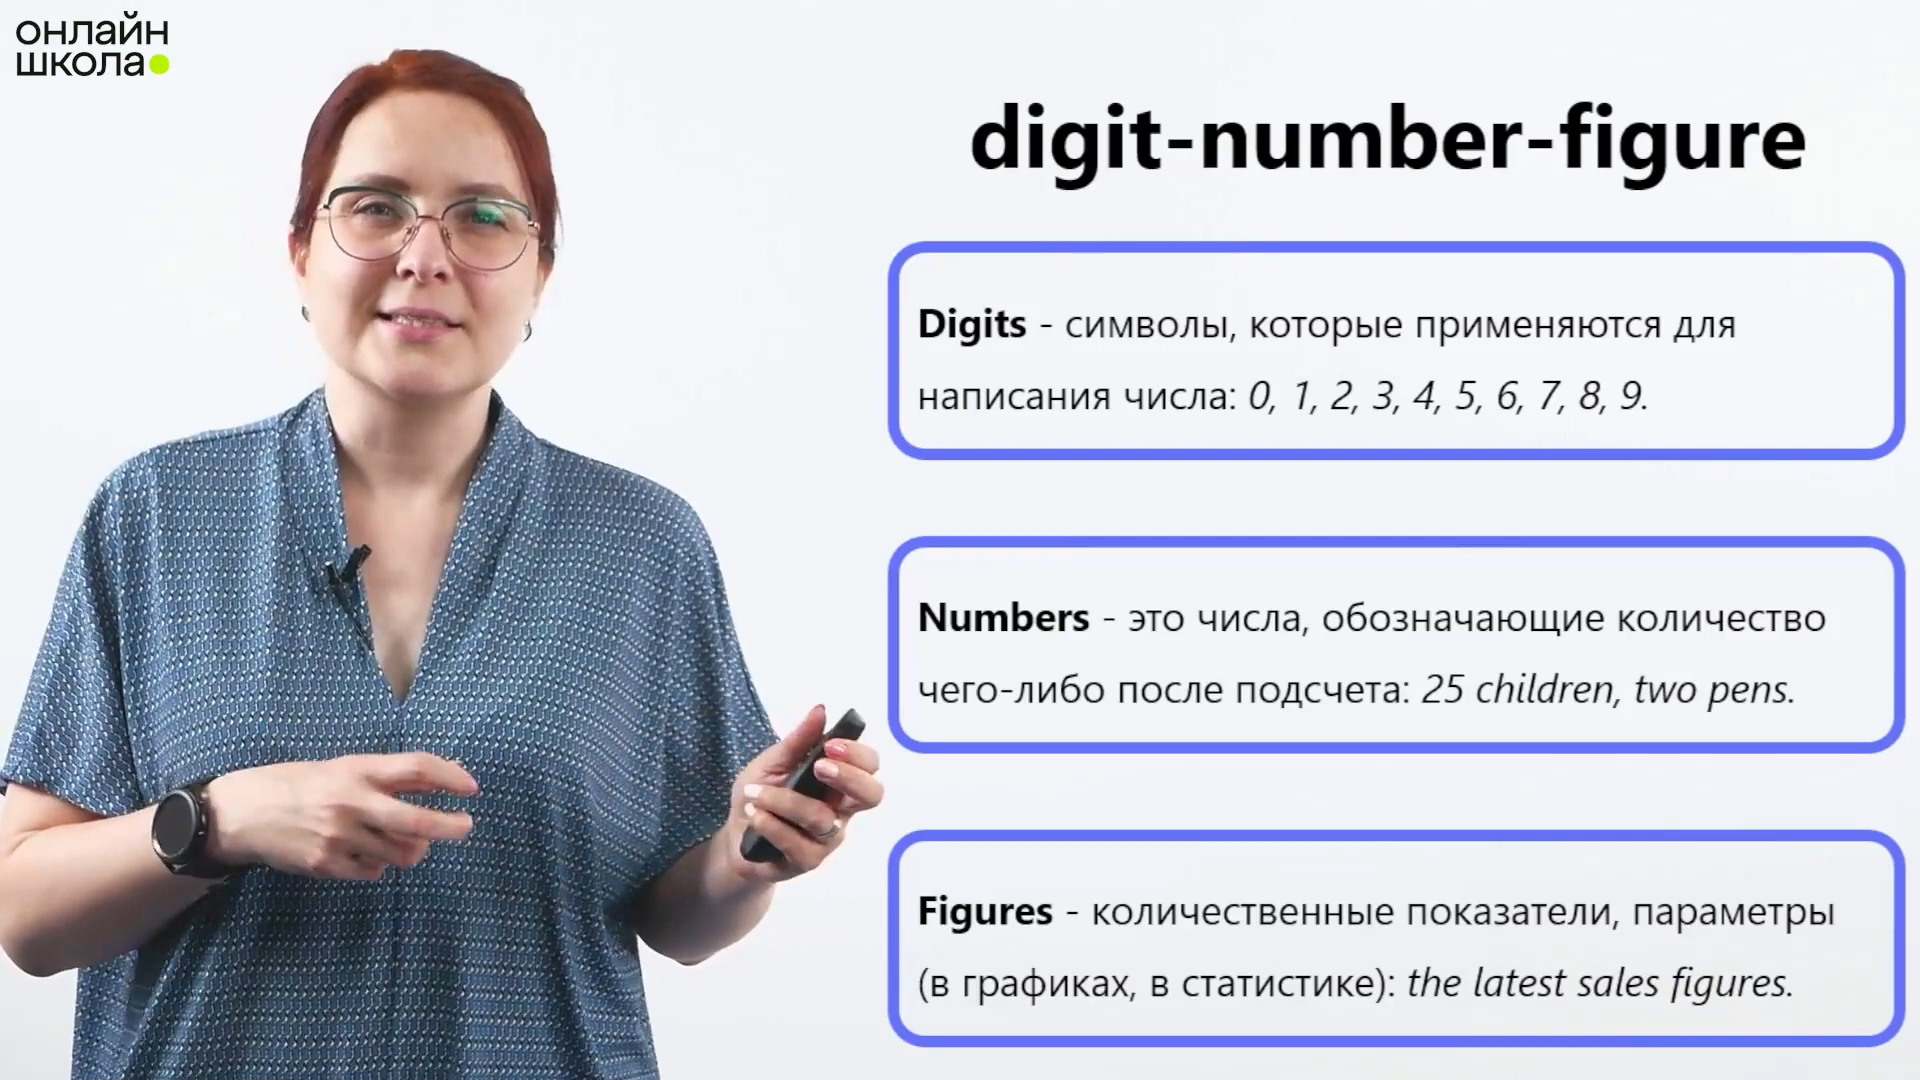 онлайн
школа
digit-number-figure
Digits - символы, которые применяются для
написания числа: 0, 1, 2, 3, 4, 5, 6, 7, 8, 9.
Numbers - это числа, обозначающие количество
чего-либо после подсчета: 25 children, two pens.
Figures - количественные показатели, параметры
(в графиках, в статистике): the latest sales figures.